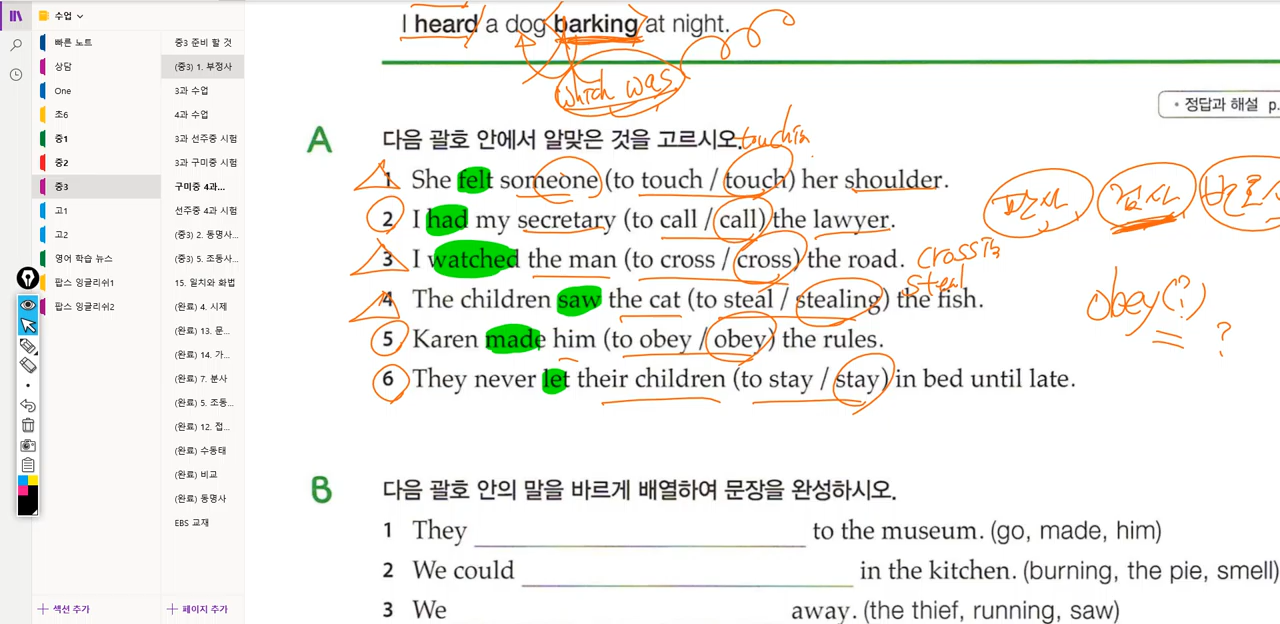 수업
빠른 노트
상담
One
초6
중1
중2
중3
고1
고2
영어 학습 뉴스
팝스 잉글리쉬1
팝스 잉글리쉬2
섹션 추가
중3 준비 할 것
(중3) 1. 부정사
3과 수업
4과 수업
3과 선주중 시험
3과 구미중 시험
구미중 4과...
선주중 4과 시험
(중3) 2. 동명사...
(중3) 5. 조동사...
15. 일치와 화법
(완료) 4. 시제
(완료) 13. 문...
(완료) 14. 가...
(완료) 7. 분사
(완료) 5. 조동...
(완료) 12. 접...
(완료) 수동태
(완료) 비교
(완료) 동명사
EBS 교재
페이지 추가
I heard a dog barking at night.
which was
정답과 해설 p.
A 다음 괄호 안에서 알맞은 것을 고르시오.
1 She felt someone (to touch / touch) her shoulder.
판사 검사
2 I had my secretary (to call / call) the lawyer.
3 I watched the man (to cross / cross) the road.
steal
obey(?)
4 The children saw the cat (to steal / stealing) the fish.
?
5 Karen made him (to obey / obey) the rules.
6 They never let their children (to stay / stay) in bed until late.
B 다음 괄호 안의 말을 바르게 배열하여 문장을 완성하시오.
1 They to the museum. (go, made, him)
2 We could in the kitchen. (burning, the pie, smell)
3 We away. (the thief, running, saw)